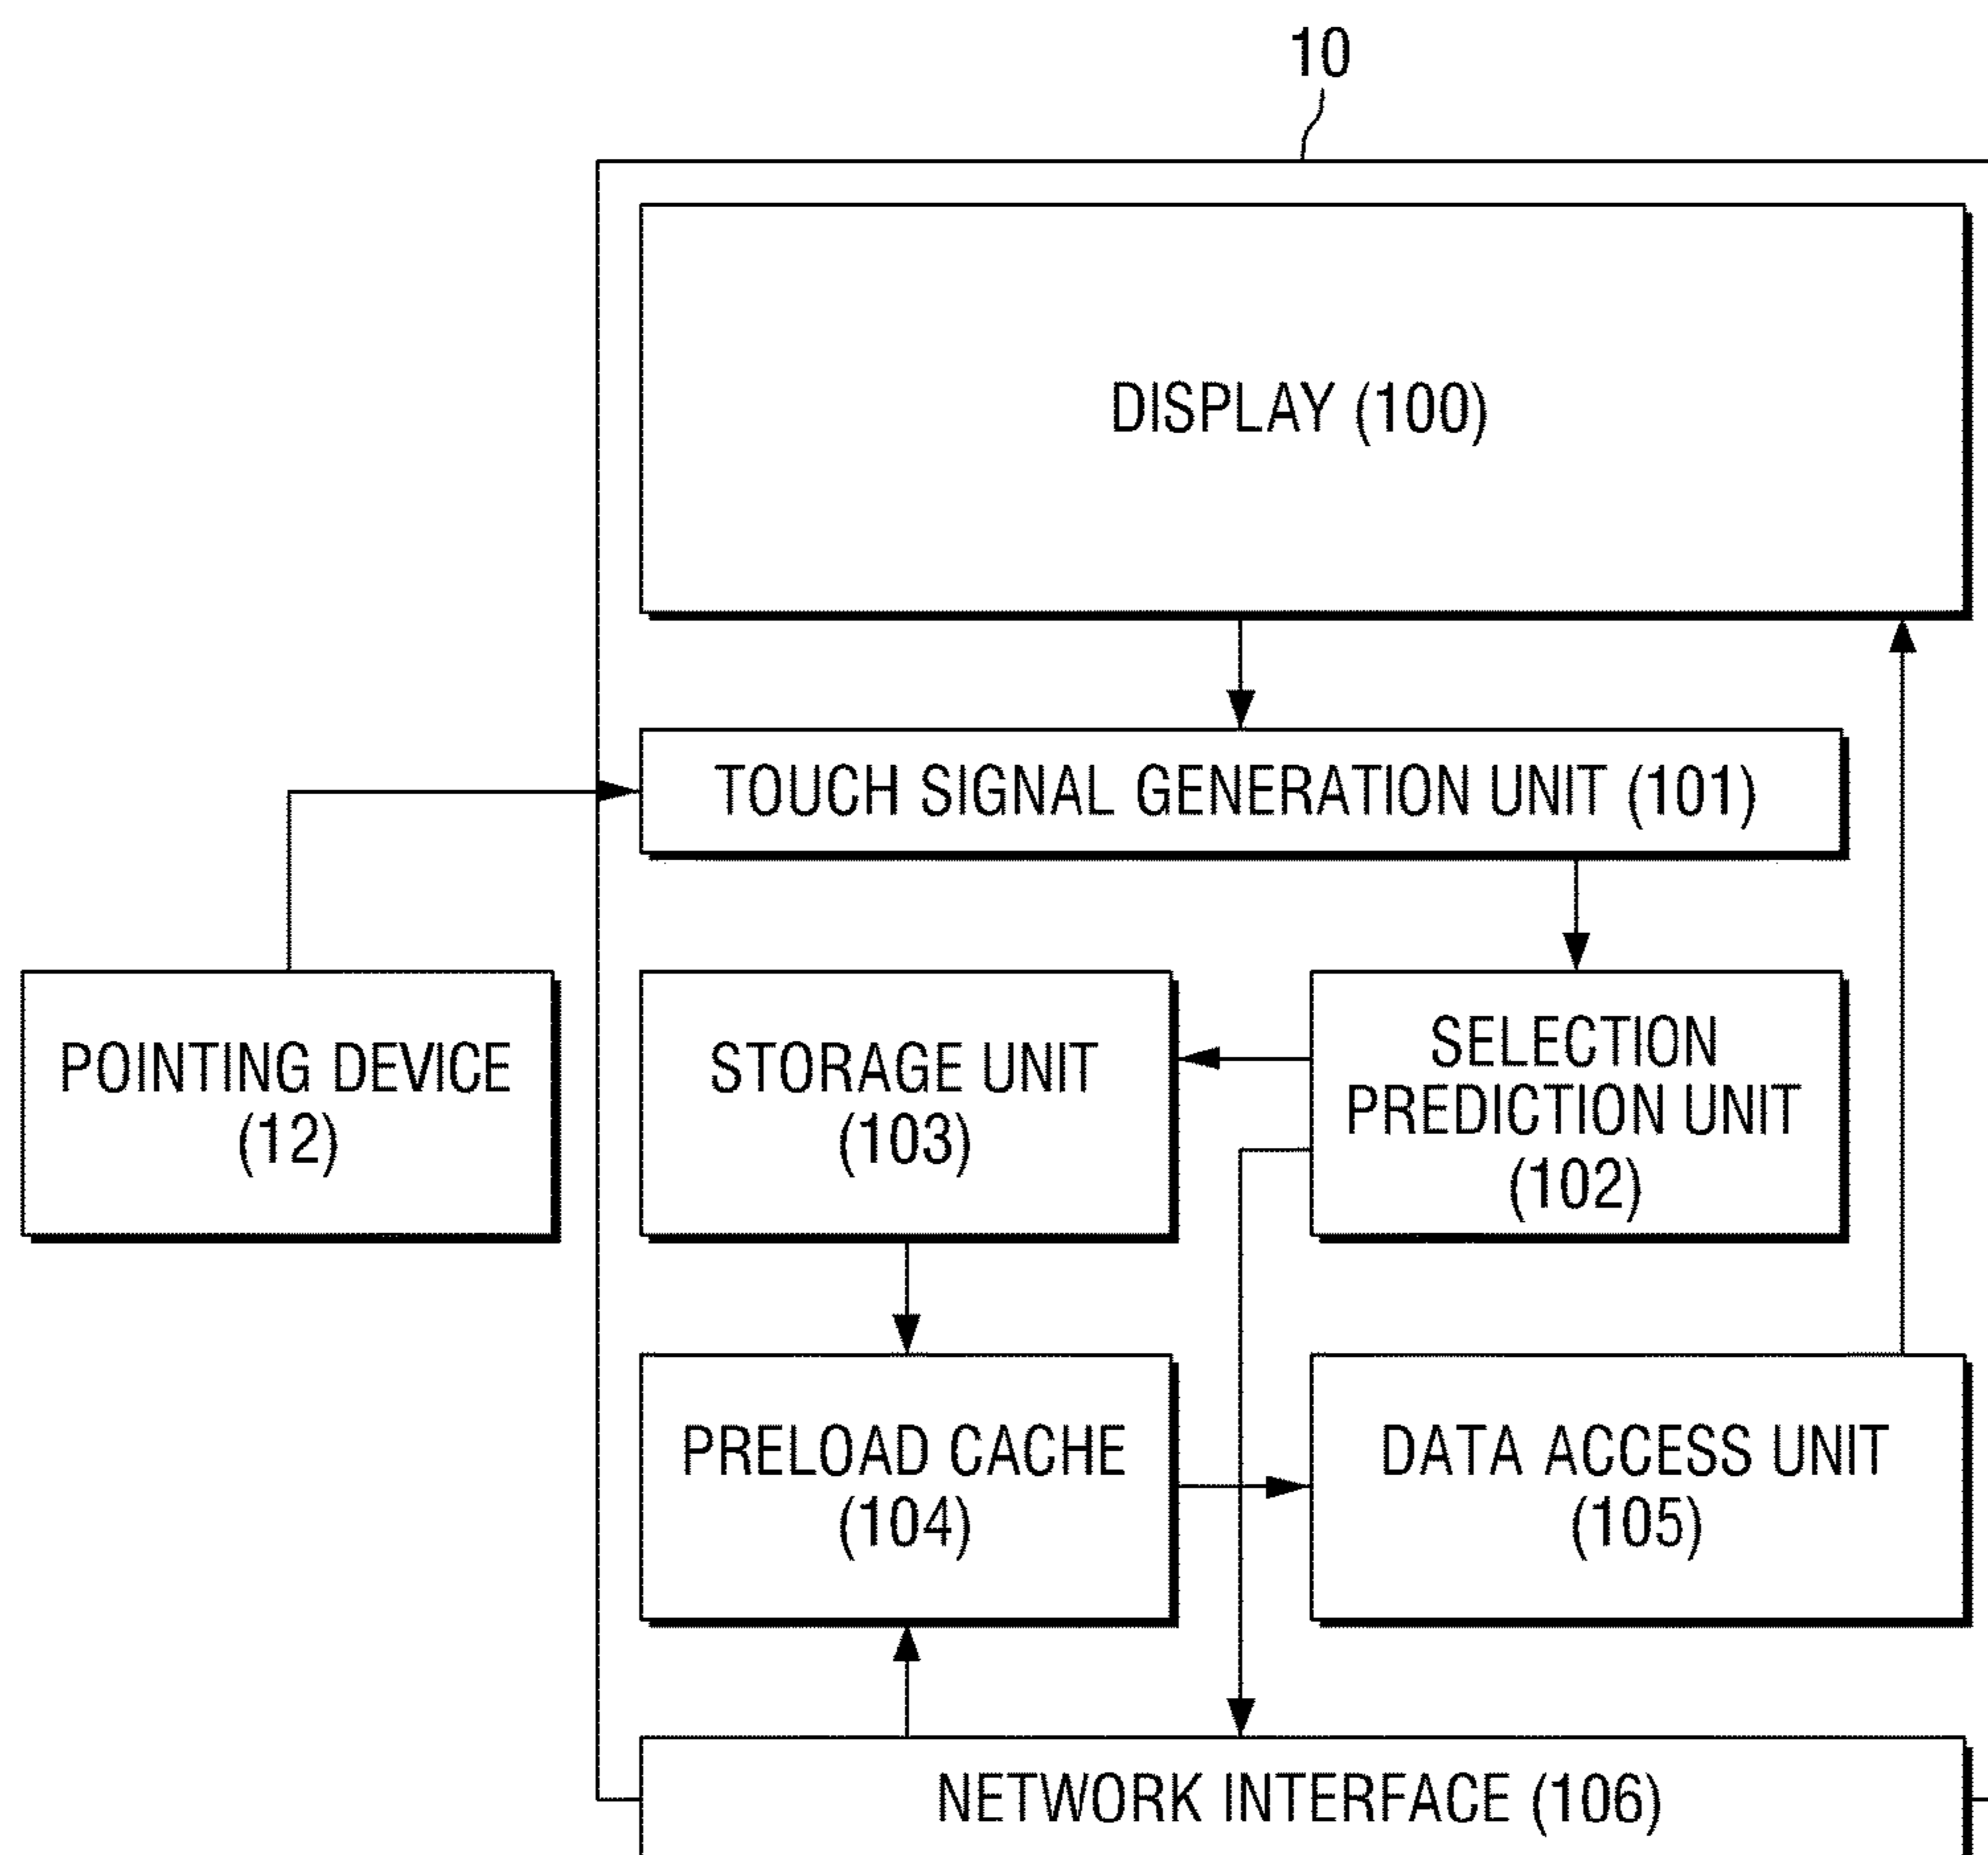 10
DISPLAY (100)
TOUCH SIGNAL GENERATION UNIT (101)
POINTING DEVICE
(12)
STORAGE UNIT
(103)
SELECTION
PREDICTION UNIT
(102)
PRELOAD CACHE
(104)
DATA ACCESS UNIT
(105)
NETWORK INTERFACE (106)